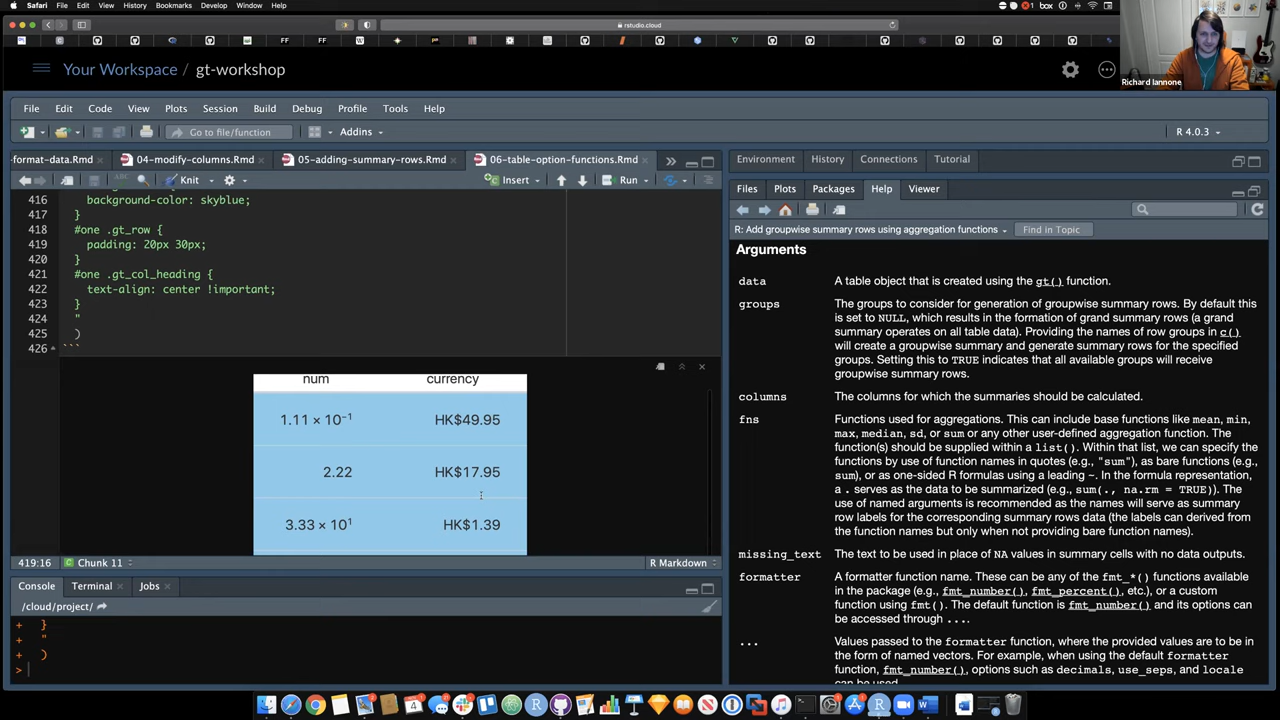 Safari File Edit View History Bookmarks Develop Window Help
1 box
rstudio.cloud
FF FF
Richard Iannone
Your Workspace / gt-workshop
File Edit Code View Plots Session Build Debug Profile Tools Help
Go to file/function
Addins
R 4.0.3
-format-data.Rmd 04-modify-columns.Rmd 05-adding-summary-rows.Rmd 06-table-option-functions.Rmd
Environment History Connections Tutorial
ABC Knit Insert Run
Files Plots Packages Help Viewer
416 background-color: skyblue;
417 }
418 #one .gt_row {
419 padding: 20px 30px;
420 }
421 #one .gt_col_heading {
422 text-align: center !important;
423 }
424 "
425 )
426 ```
num currency
1.11 × 10⁻¹ HK$49.95
2.22 HK$17.95
3.33 × 10¹ HK$1.39
419:16 Chunk 11 R Markdown
Console Terminal Jobs
/cloud/project/
+ }
+ "
+ )
>
R: Add groupwise summary rows using aggregation functions Find in Topic
Arguments
data A table object that is created using the gt() function.
groups The groups to consider for generation of groupwise summary rows. By default this
is set to NULL, which results in the formation of grand summary rows (a grand
summary operates on all table data). Providing the names of row groups in c()
will create a groupwise summary and generate summary rows for the specified
groups. Setting this to TRUE indicates that all available groups will receive
groupwise summary rows.
columns The columns for which the summaries should be calculated.
fns Functions used for aggregations. This can include base functions like mean, min,
max, median, sd, or sum or any other user-defined aggregation function. The
function(s) should be supplied within a list(). Within that list, we can specify the
functions by use of function names in quotes (e.g., "sum"), as bare functions (e.g.,
sum), or as one-sided R formulas using a leading ~. In the formula representation,
a . serves as the data to be summarized (e.g., sum(., na.rm = TRUE)). The
use of named arguments is recommended as the names will serve as summary
row labels for the corresponding summary rows data (the labels can derived from
the function names but only when not providing bare function names).
missing_text The text to be used in place of NA values in summary cells with no data outputs.
formatter A formatter function name. These can be any of the fmt_*() functions available
in the package (e.g., fmt_number(), fmt_percent(), etc.), or a custom
function using fmt(). The default function is fmt_number() and its options can
be accessed through ....
... Values passed to the formatter function, where the provided values are to be in
the form of named vectors. For example, when using the default formatter
function, fmt_number(), options such as decimals, use_seps, and locale
can be used.